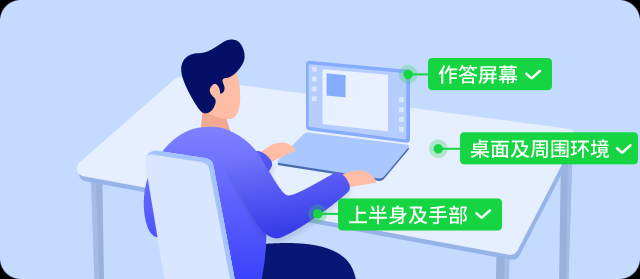 作答屏幕
桌面及周围环境
上半身及手部